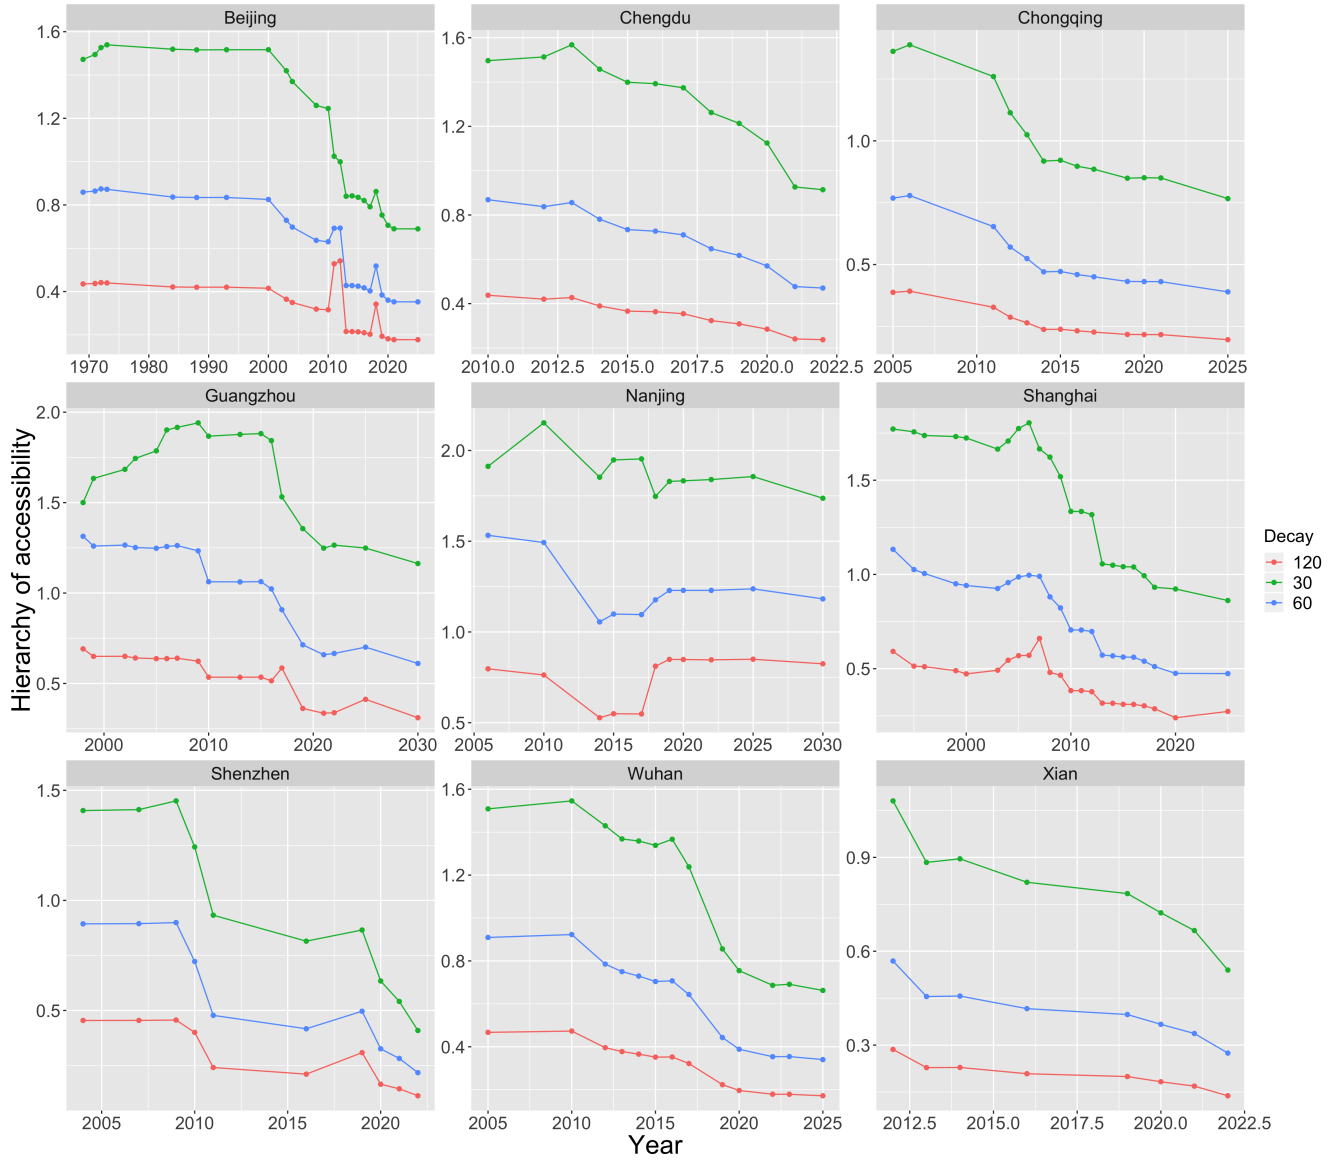 Beijing Chengdu Chongqing
1.6
1.2
0.8
0.4
1970 1980 1990 2000 2010 2020
1.6
1.2
0.8
0.4
2010.0 2012.5 2015.0 2017.5 2020.0 2022.5
1.0
0.5
2005 2010 2015 2020 2025
Guangzhou Nanjing Shanghai
2.0
1.5
1.0
0.5
2000 2010 2020 2030
2.0
1.5
1.0
0.5
2005 2010 2015 2020 2025 2030
1.5
1.0
0.5
2000 2010 2020
Shenzhen Wuhan Xian
1.5
1.0
0.5
2005 2010 2015 2020
1.6
1.2
0.8
0.4
2005 2010 2015 2020 2025
0.9
0.6
0.3
2012.5 2015.0 2017.5 2020.0 2022.5
Hierarchy of accessibility
Year
Decay
120
30
60